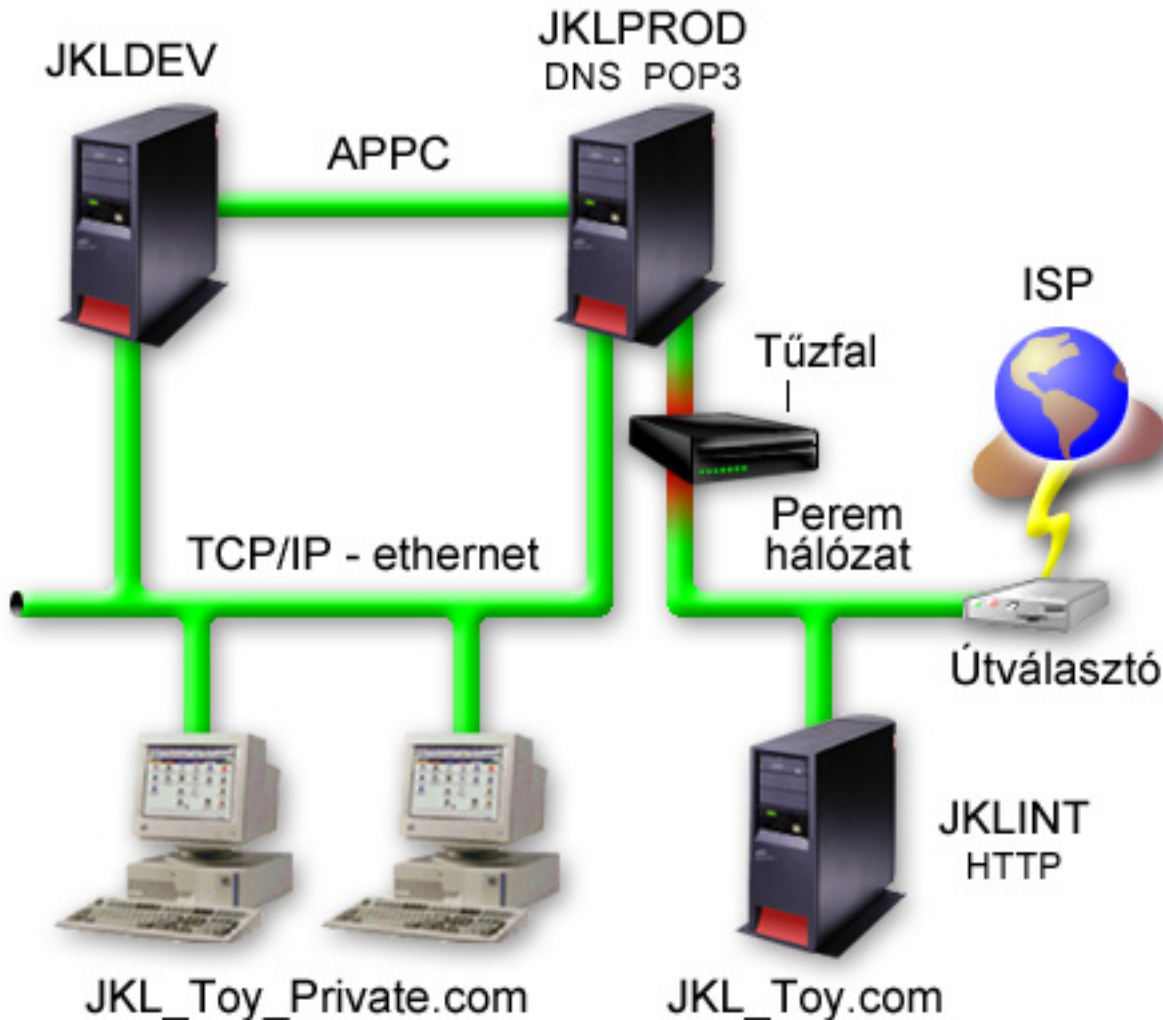 JKLDEV
JKLPROD
DNS POP3
APPC
ISP
Tűzfal
Perem
hálózat
TCP/IP - ethernet
Útválasztó
JKLINT
HTTP
JKL_Toy_Private.com
JKL_Toy.com